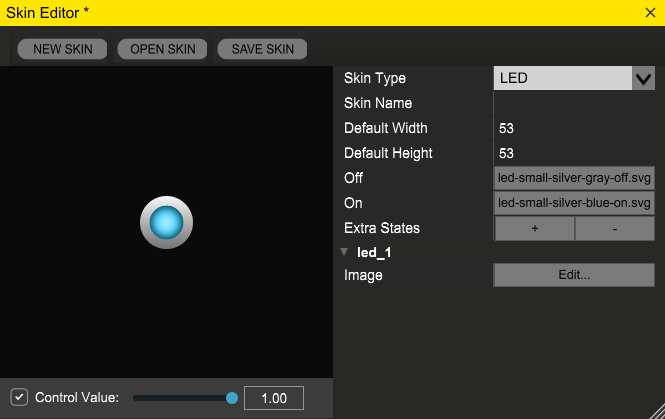 Skin Editor *
NEW SKIN OPEN SKIN SAVE SKIN
Skin Type LED
Skin Name
Default Width 53
Default Height 53
Off led-small-silver-gray-off.svg
On led-small-silver-blue-on.svg
Extra States + -
led_1
Image Edit...
Control Value: 1.00